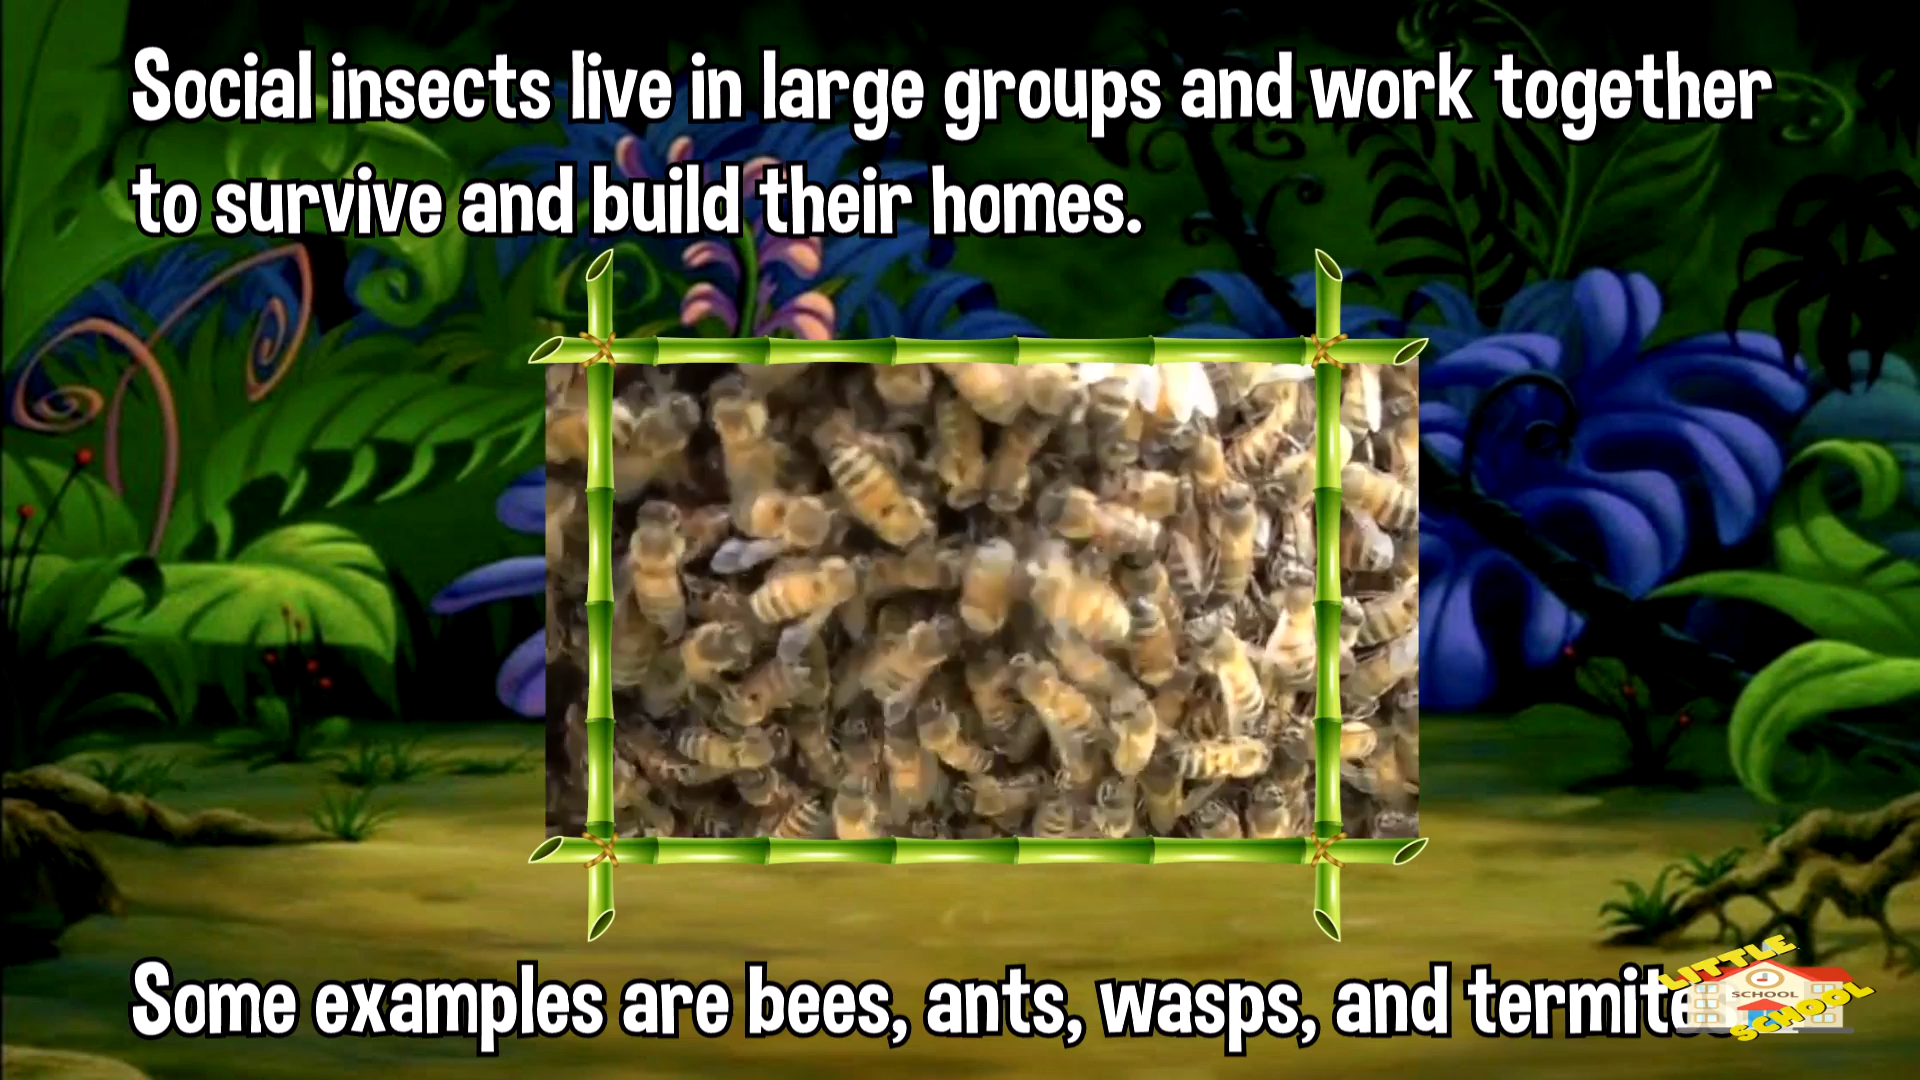 Social insects live in large groups and work together
to survive and build their homes.
Some examples are bees, ants, wasps, and termite
LITTLE
SCHOOL
SCHOOL